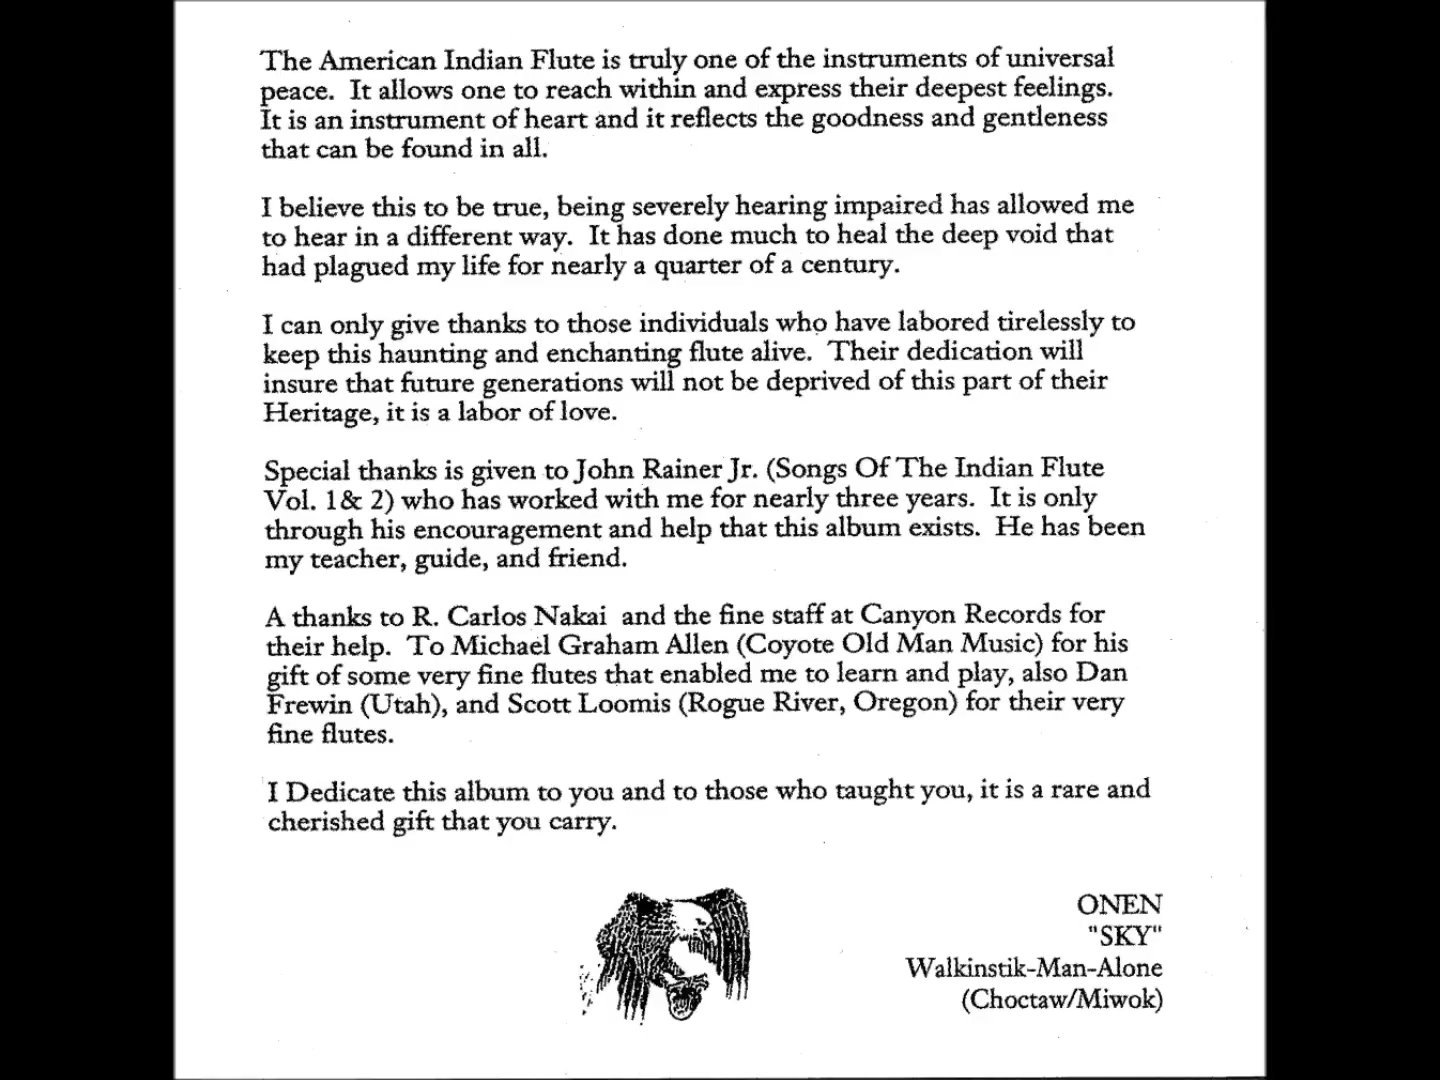 The American Indian Flute is truly one of the instruments of universal
peace. It allows one to reach within and express their deepest feelings.
It is an instrument of heart and it reflects the goodness and gentleness
that can be found in all.
I believe this to be true, being severely hearing impaired has allowed me
to hear in a different way. It has done much to heal the deep void that
had plagued my life for nearly a quarter of a century.
I can only give thanks to those individuals who have labored tirelessly to
keep this haunting and enchanting flute alive. Their dedication will
insure that future generations will not be deprived of this part of their
Heritage, it is a labor of love.
Special thanks is given to John Rainer Jr. (Songs Of The Indian Flute
Vol. 1& 2) who has worked with me for nearly three years. It is only
through his encouragement and help that this album exists. He has been
my teacher, guide, and friend.
A thanks to R. Carlos Nakai and the fine staff at Canyon Records for
their help. To Michael Graham Allen (Coyote Old Man Music) for his
gift of some very fine flutes that enabled me to learn and play, also Dan
Frewin (Utah), and Scott Loomis (Rogue River, Oregon) for their very
fine flutes.
I Dedicate this album to you and to those who taught you, it is a rare and
cherished gift that you carry.
ONEN
"SKY"
Walkinstik-Man-Alone
(Choctaw/Miwok)